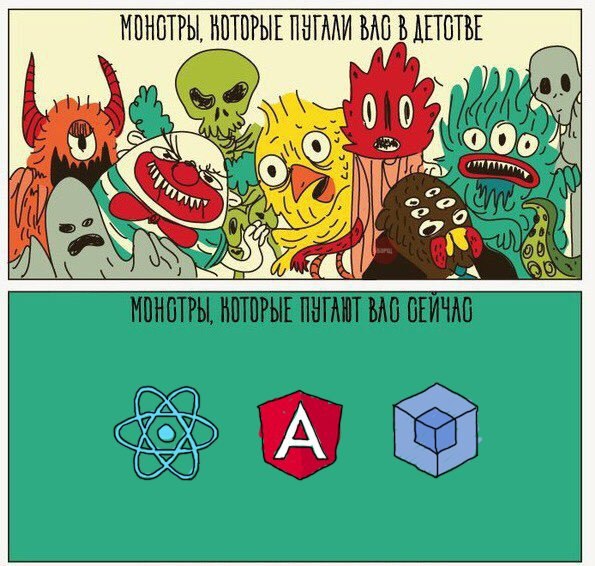 МОНСТРЫ, КОТОРЫЕ ПУГАЛИ ВАС В ДЕТСТВЕ
МОНСТРЫ, КОТОРЫЕ ПУГАЮТ ВАС СЕЙЧАС
A